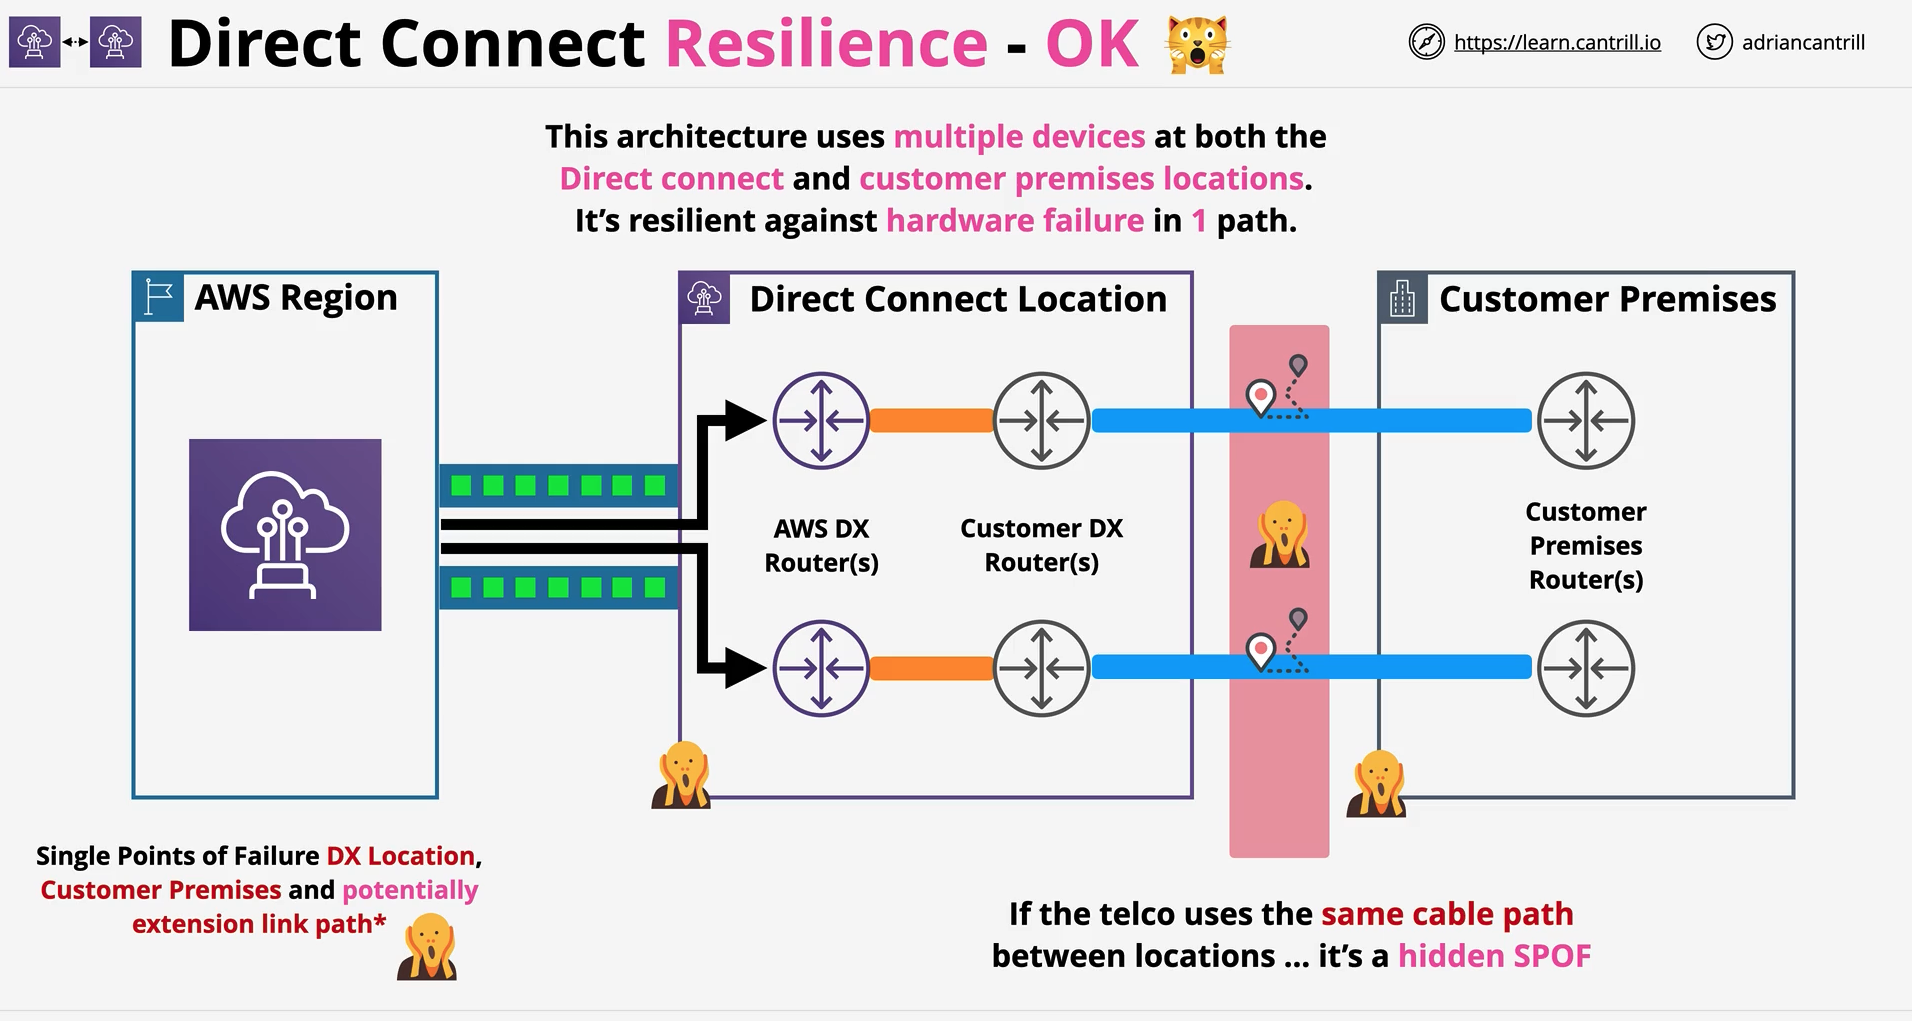 Direct Connect Resilience - OK
https://learn.cantrill.io
adriancantrill
This architecture uses multiple devices at both the
Direct connect and customer premises locations.
It’s resilient against hardware failure in 1 path.
AWS Region
Direct Connect Location
Customer Premises
AWS DX
Router(s)
Customer DX
Router(s)
Customer
Premises
Router(s)
Single Points of Failure DX Location,
Customer Premises and potentially
extension link path*
If the telco uses the same cable path
between locations ... it’s a hidden SPOF